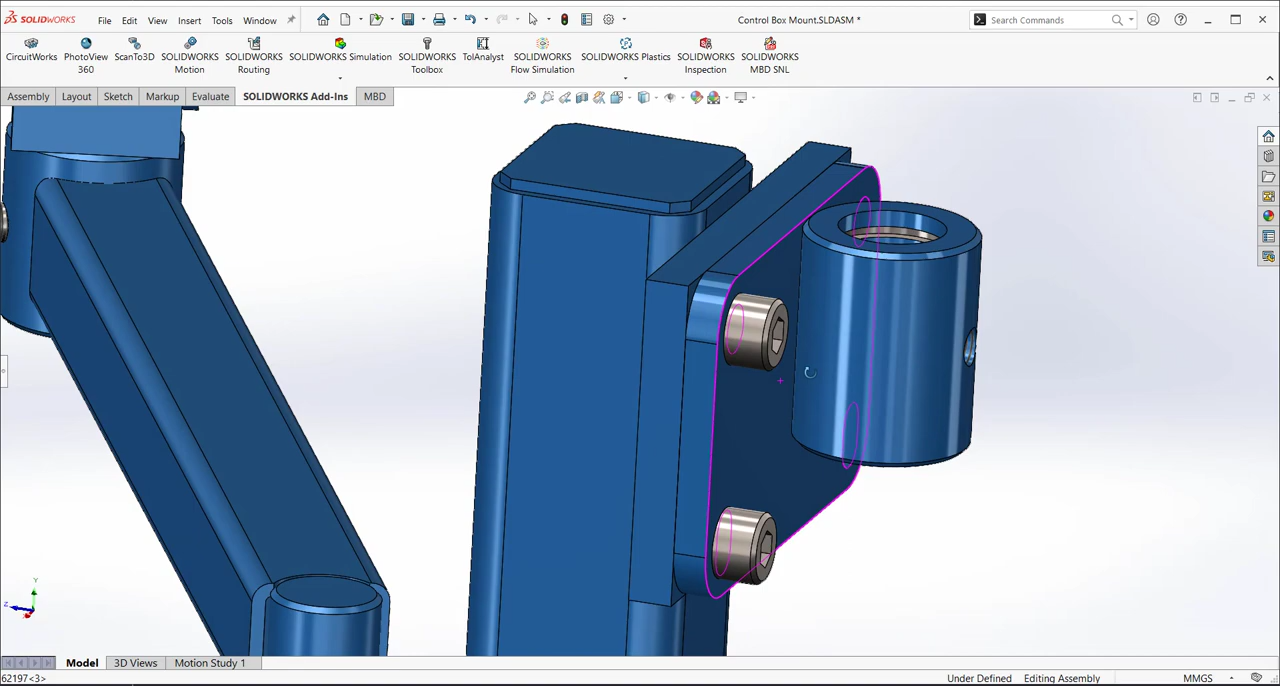 SOLIDWORKS File Edit View Insert Tools Window Control Box Mount.SLDASM * Search Commands
CircuitWorks PhotoView 360 ScanTo3D SOLIDWORKS Motion SOLIDWORKS Routing SOLIDWORKS Simulation SOLIDWORKS Toolbox TolAnalyst SOLIDWORKS Flow Simulation SOLIDWORKS Plastics SOLIDWORKS Inspection SOLIDWORKS MBD SNL
Assembly Layout Sketch Markup Evaluate SOLIDWORKS Add-Ins MBD
Y
Z
Model 3D Views Motion Study 1
62197<3> Under Defined Editing Assembly MMGS